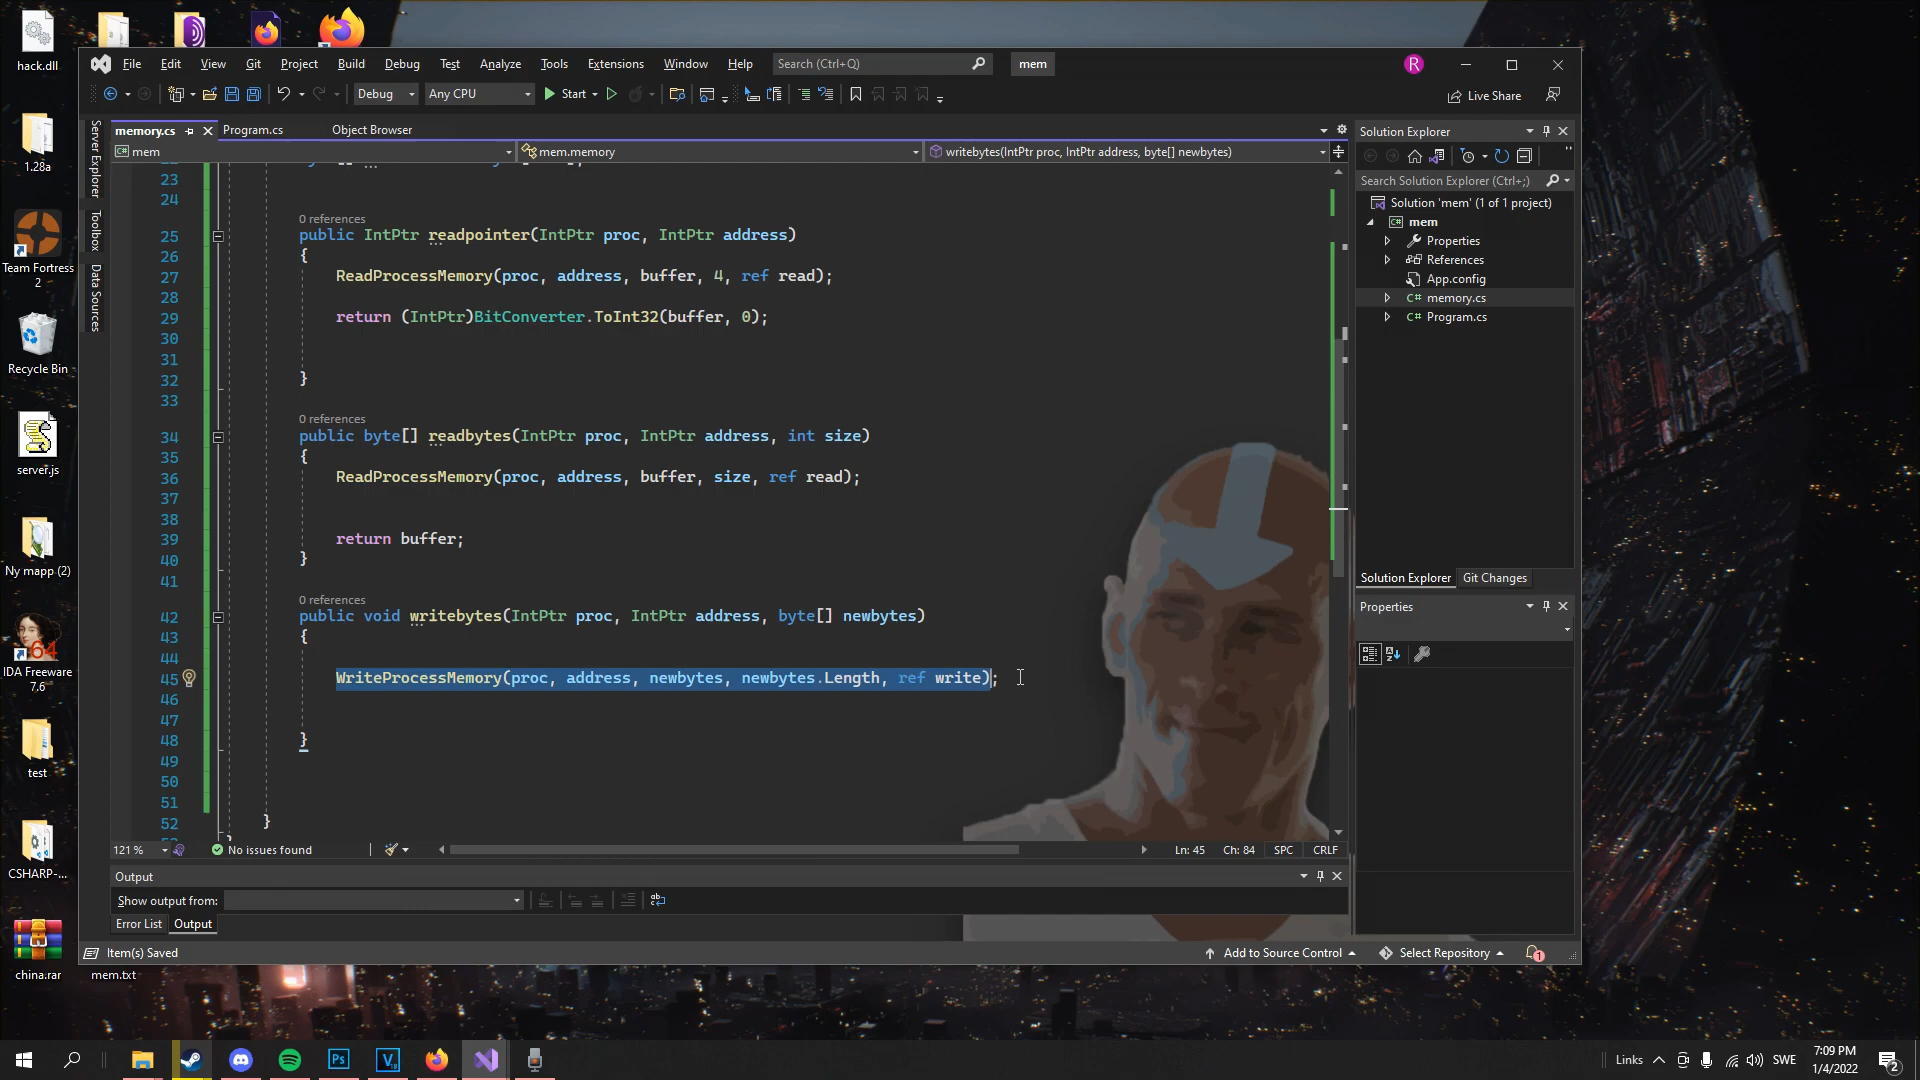 hack.dll
1.28a
Team Fortress
2
Recycle Bin
server.js
Ny mapp (2)
64
IDA Freeware
7.6
test
CSHARP-...
china.rar
mem.txt
File Edit View Git Project Build Debug Test Analyze Tools Extensions Window Help Search (Ctrl+Q) mem R
Debug Any CPU Start Live Share
Server Explorer
Toolbox
Data Sources
memory.cs Program.cs Object Browser
C# mem mem.memory writebytes(IntPtr proc, IntPtr address, byte[] newbytes)
23
24
0 references
25 public IntPtr readpointer(IntPtr proc, IntPtr address)
26 {
27 ReadProcessMemory(proc, address, buffer, 4, ref read);
28
29 return (IntPtr)BitConverter.ToInt32(buffer, 0);
30
31
32 }
33
0 references
34 public byte[] readbytes(IntPtr proc, IntPtr address, int size)
35 {
36 ReadProcessMemory(proc, address, buffer, size, ref read);
37
38
39 return buffer;
40 }
41
0 references
42 public void writebytes(IntPtr proc, IntPtr address, byte[] newbytes)
43 {
44
45 WriteProcessMemory(proc, address, newbytes, newbytes.Length, ref write);
46
47
48 }
49
50
51
52 }
121 % No issues found Ln: 45 Ch: 84 SPC CRLF
Output
Show output from:
Error List Output
Item(s) Saved Add to Source Control Select Repository 1
Solution Explorer
Search Solution Explorer (Ctrl+;)
Solution 'mem' (1 of 1 project)
C# mem
Properties
References
App.config
C# memory.cs
C# Program.cs
Solution Explorer Git Changes
Properties
Ps V Links SWE 7:09 PM
1/4/2022 2